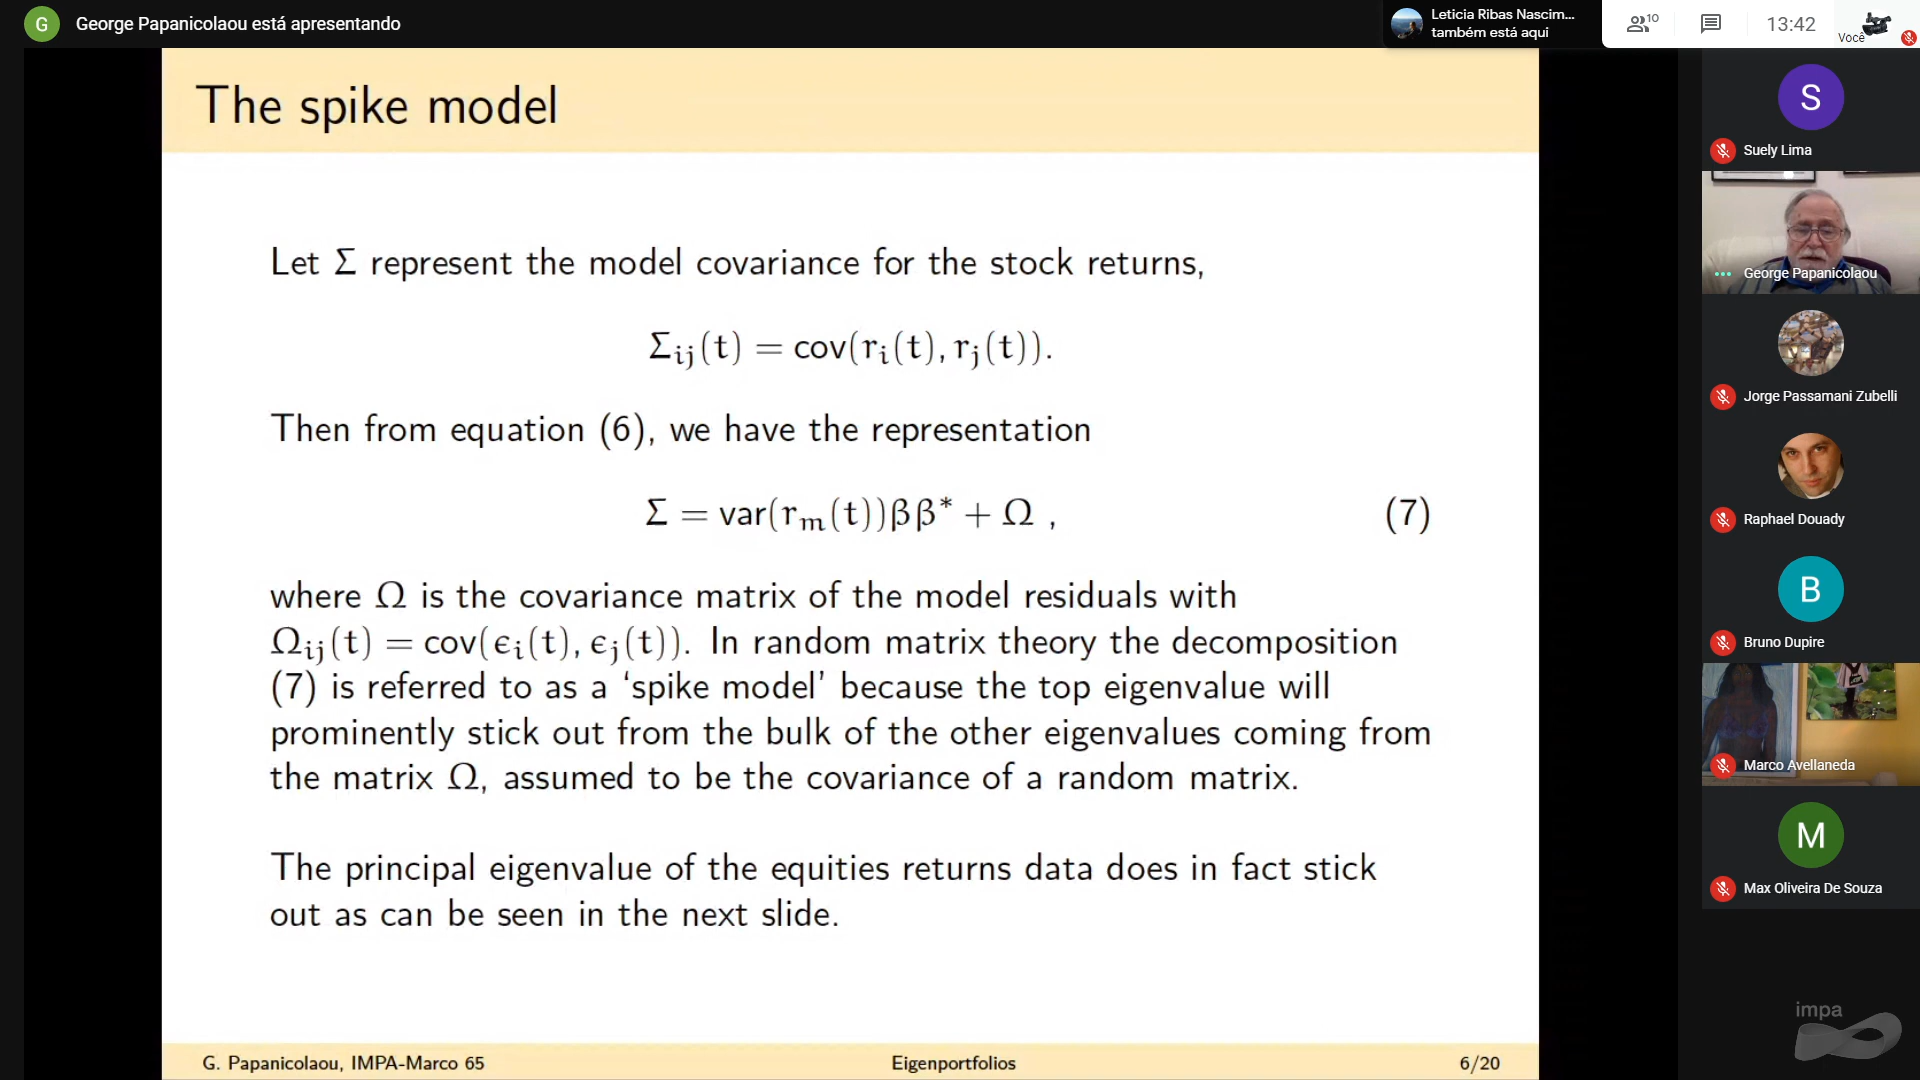 G George Papanicolaou está apresentando
Leticia Ribas Nascim...
também está aqui
10
13:42
Você
The spike model
Let Σ represent the model covariance for the stock returns,
Σij(t) = cov(ri(t), rj(t)).
Then from equation (6), we have the representation
Σ = var(rm(t))ββ* + Ω , (7)
where Ω is the covariance matrix of the model residuals with
Ωij(t) = cov(ϵi(t), ϵj(t)). In random matrix theory the decomposition
(7) is referred to as a ‘spike model’ because the top eigenvalue will
prominently stick out from the bulk of the other eigenvalues coming from
the matrix Ω, assumed to be the covariance of a random matrix.
The principal eigenvalue of the equities returns data does in fact stick
out as can be seen in the next slide.
G. Papanicolaou, IMPA-Marco 65 Eigenportfolios 6/20
S
Suely Lima
George Papanicolaou
Jorge Passamani Zubelli
Raphael Douady
B
Bruno Dupire
Marco Avellaneda
M
Max Oliveira De Souza
impa